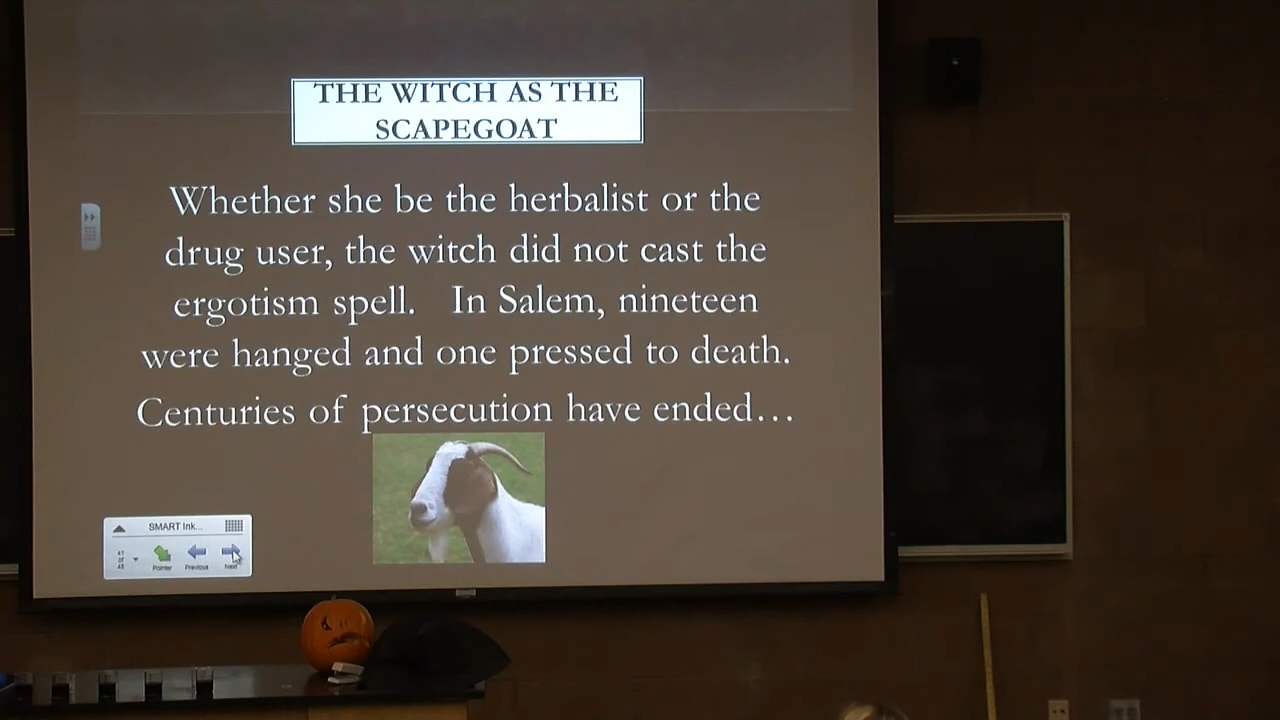 THE WITCH AS THE
SCAPEGOAT
Whether she be the herbalist or the
drug user, the witch did not cast the
ergotism spell. In Salem, nineteen
were hanged and one pressed to death.
Centuries of persecution have ended...
SMART Ink...
Pointer Previous Next